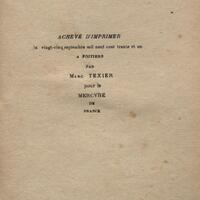 ACHEVÉ D'IMPRIMER
le vingt-cinq septembre mil neuf cent trente et un
A POITIERS
PAR
MARC TEXIER
pour le
MERCVRE
DE
FRANCE